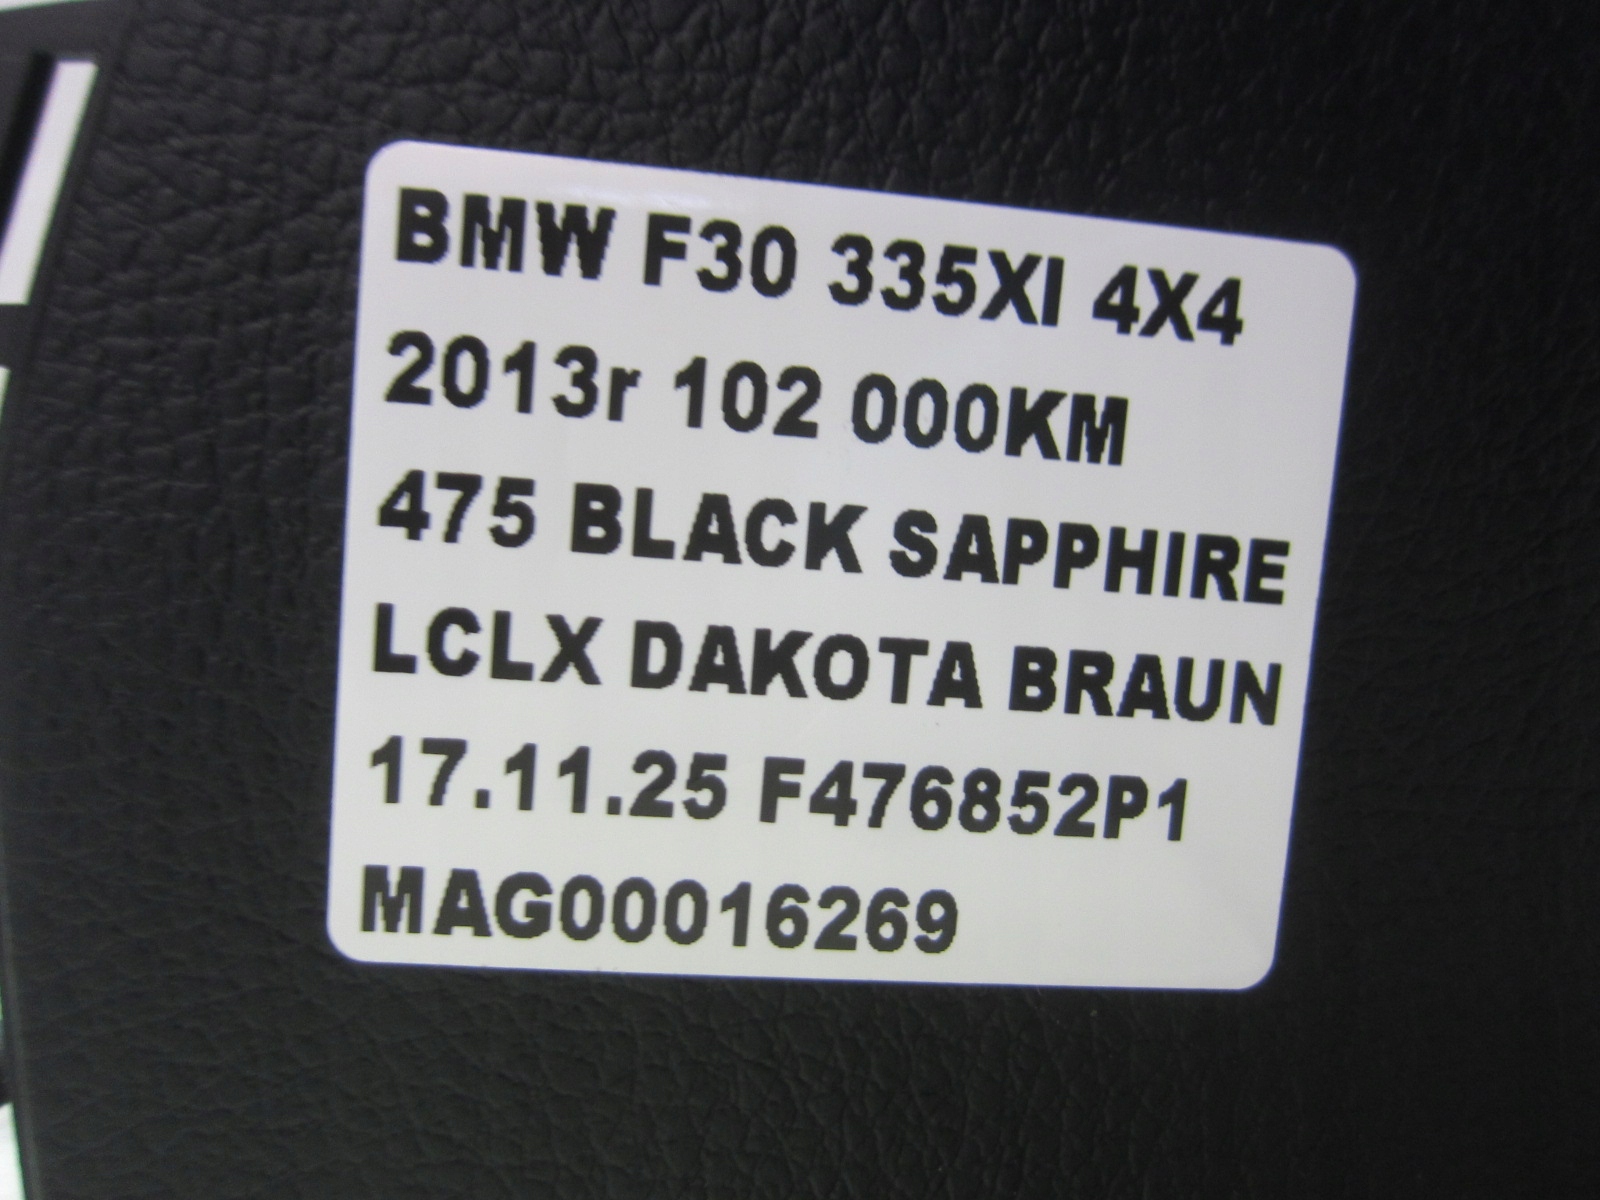 BMW F30 335XI 4X4
2013r 102 000KM
475 BLACK SAPPHIRE
LCLX DAKOTA BRAUN
17.11.25 F476852P1
MAG00016269